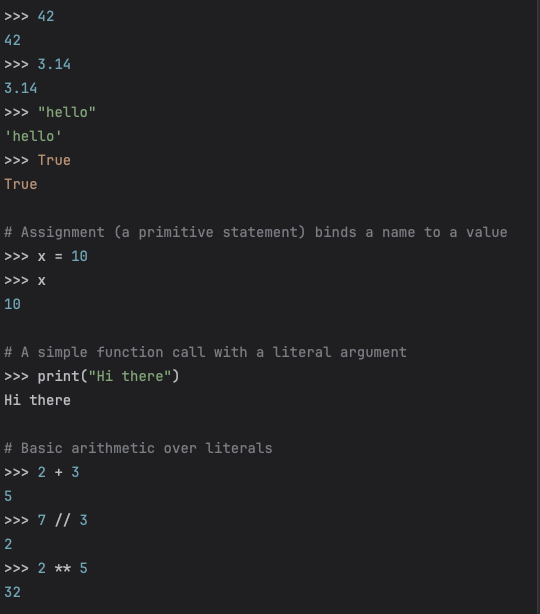 >>> 42
42
>>> 3.14
3.14
>>> "hello"
'hello'
>>> True
True
# Assignment (a primitive statement) binds a name to a value
>>> x = 10
>>> x
10
# A simple function call with a literal argument
>>> print("Hi there")
Hi there
# Basic arithmetic over literals
>>> 2 + 3
5
>>> 7 // 3
2
>>> 2 ** 5
32